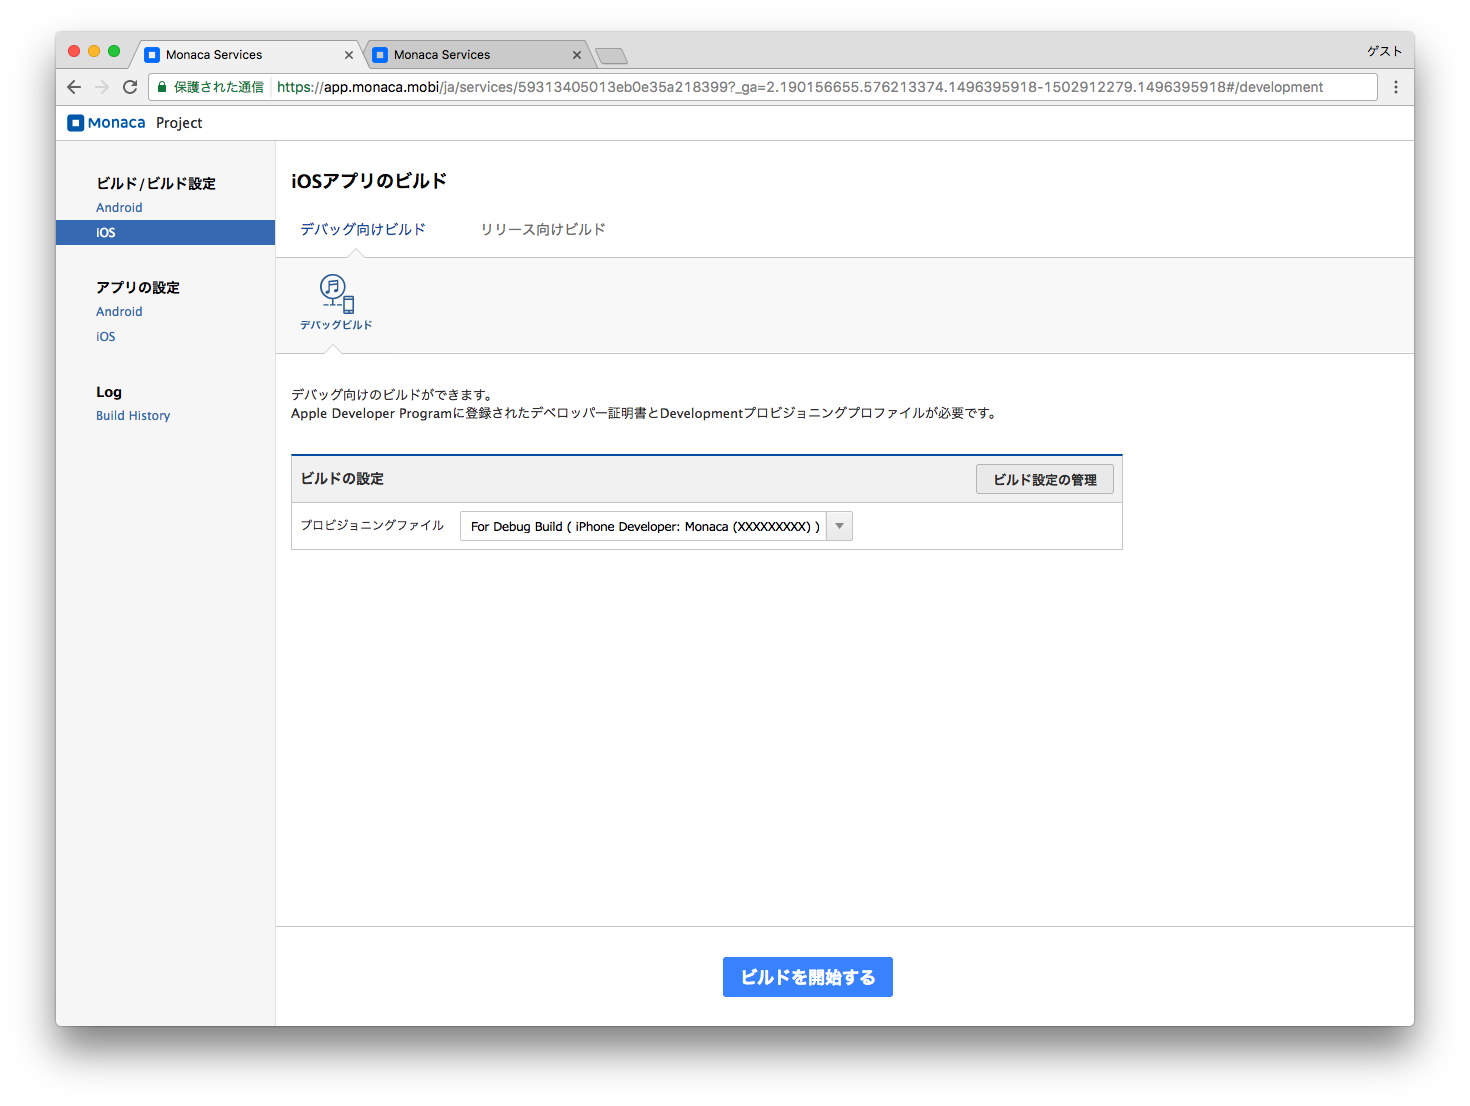 Monaca Services
Monaca Services
ゲスト
保護された通信
https://app.monaca.mobi/ja/services/59313405013eb0e35a218399?_ga=2.190156655.576213374.1496395918-1502912279.1496395918#/development
Monaca Project
ビルド/ビルド設定
Android
iOS
アプリの設定
Android
iOS
Log
Build History
iOSアプリのビルド
デバッグ向けビルド
リリース向けビルド
デバッグビルド
デバッグ向けのビルドができます。
Apple Developer Programに登録されたデベロッパー証明書とDevelopmentプロビジョニングプロファイルが必要です。
ビルドの設定
ビルド設定の管理
プロビジョニングファイル
For Debug Build ( iPhone Developer: Monaca (XXXXXXXXX) )
ビルドを開始する